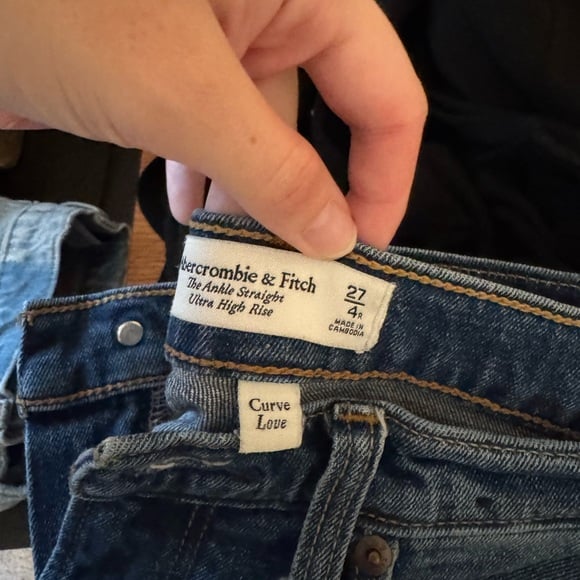 Abercrombie & Fitch
The Ankle Straight
Ultra High Rise
27
4R
MADE IN
CAMBODIA
Curve
Love